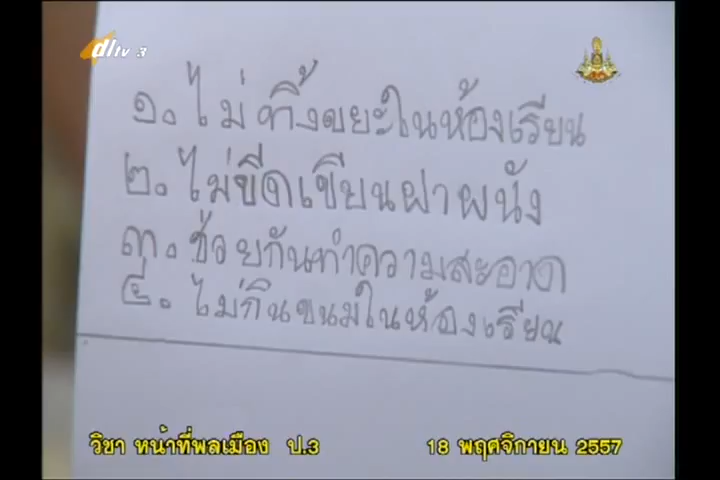 dltv 3
๑. ไม่ทิ้งขยะในห้องเรียน
๒. ไม่ขีดเขียนฝาผนัง
๓. ช่วยกันทำความสะอาด
๔. ไม่กินขนมในห้องเรียน
วิชา หน้าที่พลเมือง ป.3 18 พฤศจิกายน 2557